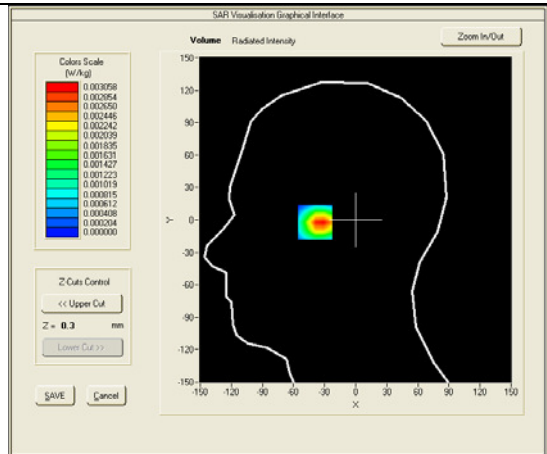 SAR Visualisation Graphical Interface
Volume Radiated Intensity
Zoom In/Out
Colors Scale
(W/kg)
0.003058
0.002854
0.002650
0.002446
0.002242
0.002039
0.001835
0.001631
0.001427
0.001223
0.001019
0.000815
0.000612
0.000408
0.000204
0.000000
Z-Cuts Control
<< Upper Cut
Z = 0.3 mm
Lower Cut >>
SAVE Cancel
150-
120-
90-
60-
30-
0-
-30-
-60-
-90-
-120-
-150-
Y
-150 -120 -90 -60 -30 0 30 60 90 120 150
X